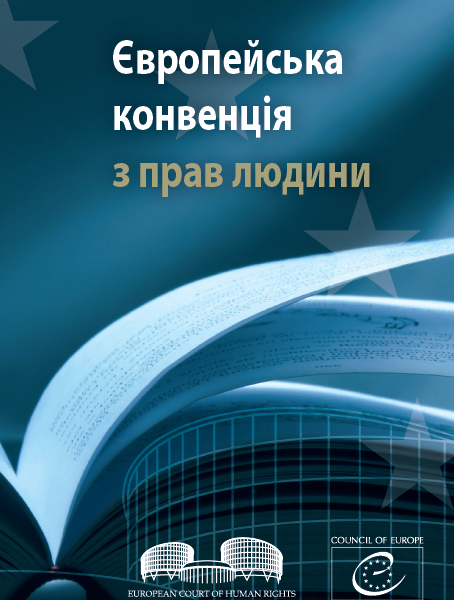 Європейська
конвенція
з прав людини
COUNCIL OF EUROPE
EUROPEAN COURT OF HUMAN RIGHTS